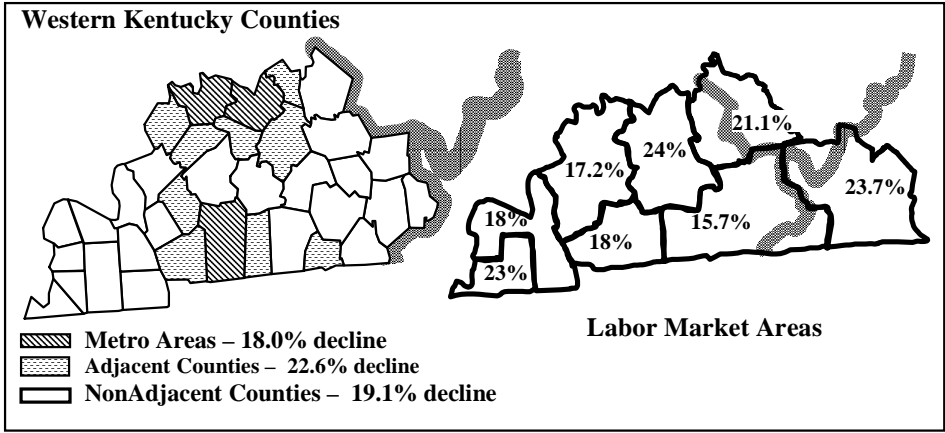 Western Kentucky Counties
21.1%
24%
17.2%
23.7%
18%
15.7%
18%
23%
Labor Market Areas
Metro Areas – 18.0% decline
Adjacent Counties – 22.6% decline
NonAdjacent Counties – 19.1% decline